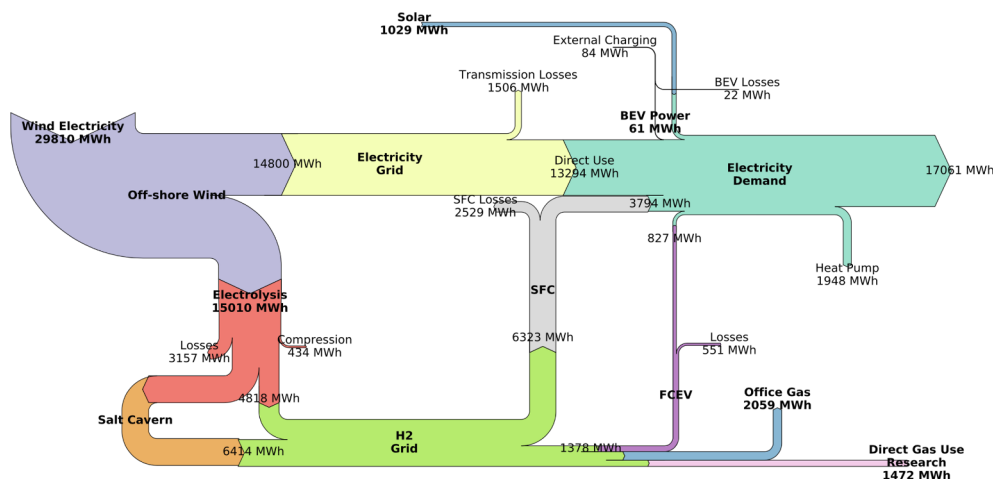 Solar
1029 MWh
External Charging
84 MWh
Transmission Losses
1506 MWh
BEV Losses
22 MWh
Wind Electricity
29810 MWh
BEV Power
61 MWh
14800 MWh
Electricity
Grid
Direct Use
13294 MWh
Electricity
Demand
17061 MWh
Off-shore Wind
SFC Losses
2529 MWh
3794 MWh
827 MWh
Heat Pump
1948 MWh
Electrolysis
15010 MWh
SFC
Losses
3157 MWh
Compression
434 MWh
6323 MWh
Losses
551 MWh
4818 MWh
FCEV
Office Gas
2059 MWh
Salt Cavern
H2
Grid
6414 MWh
1378 MWh
Direct Gas Use
Research
1472 MWh